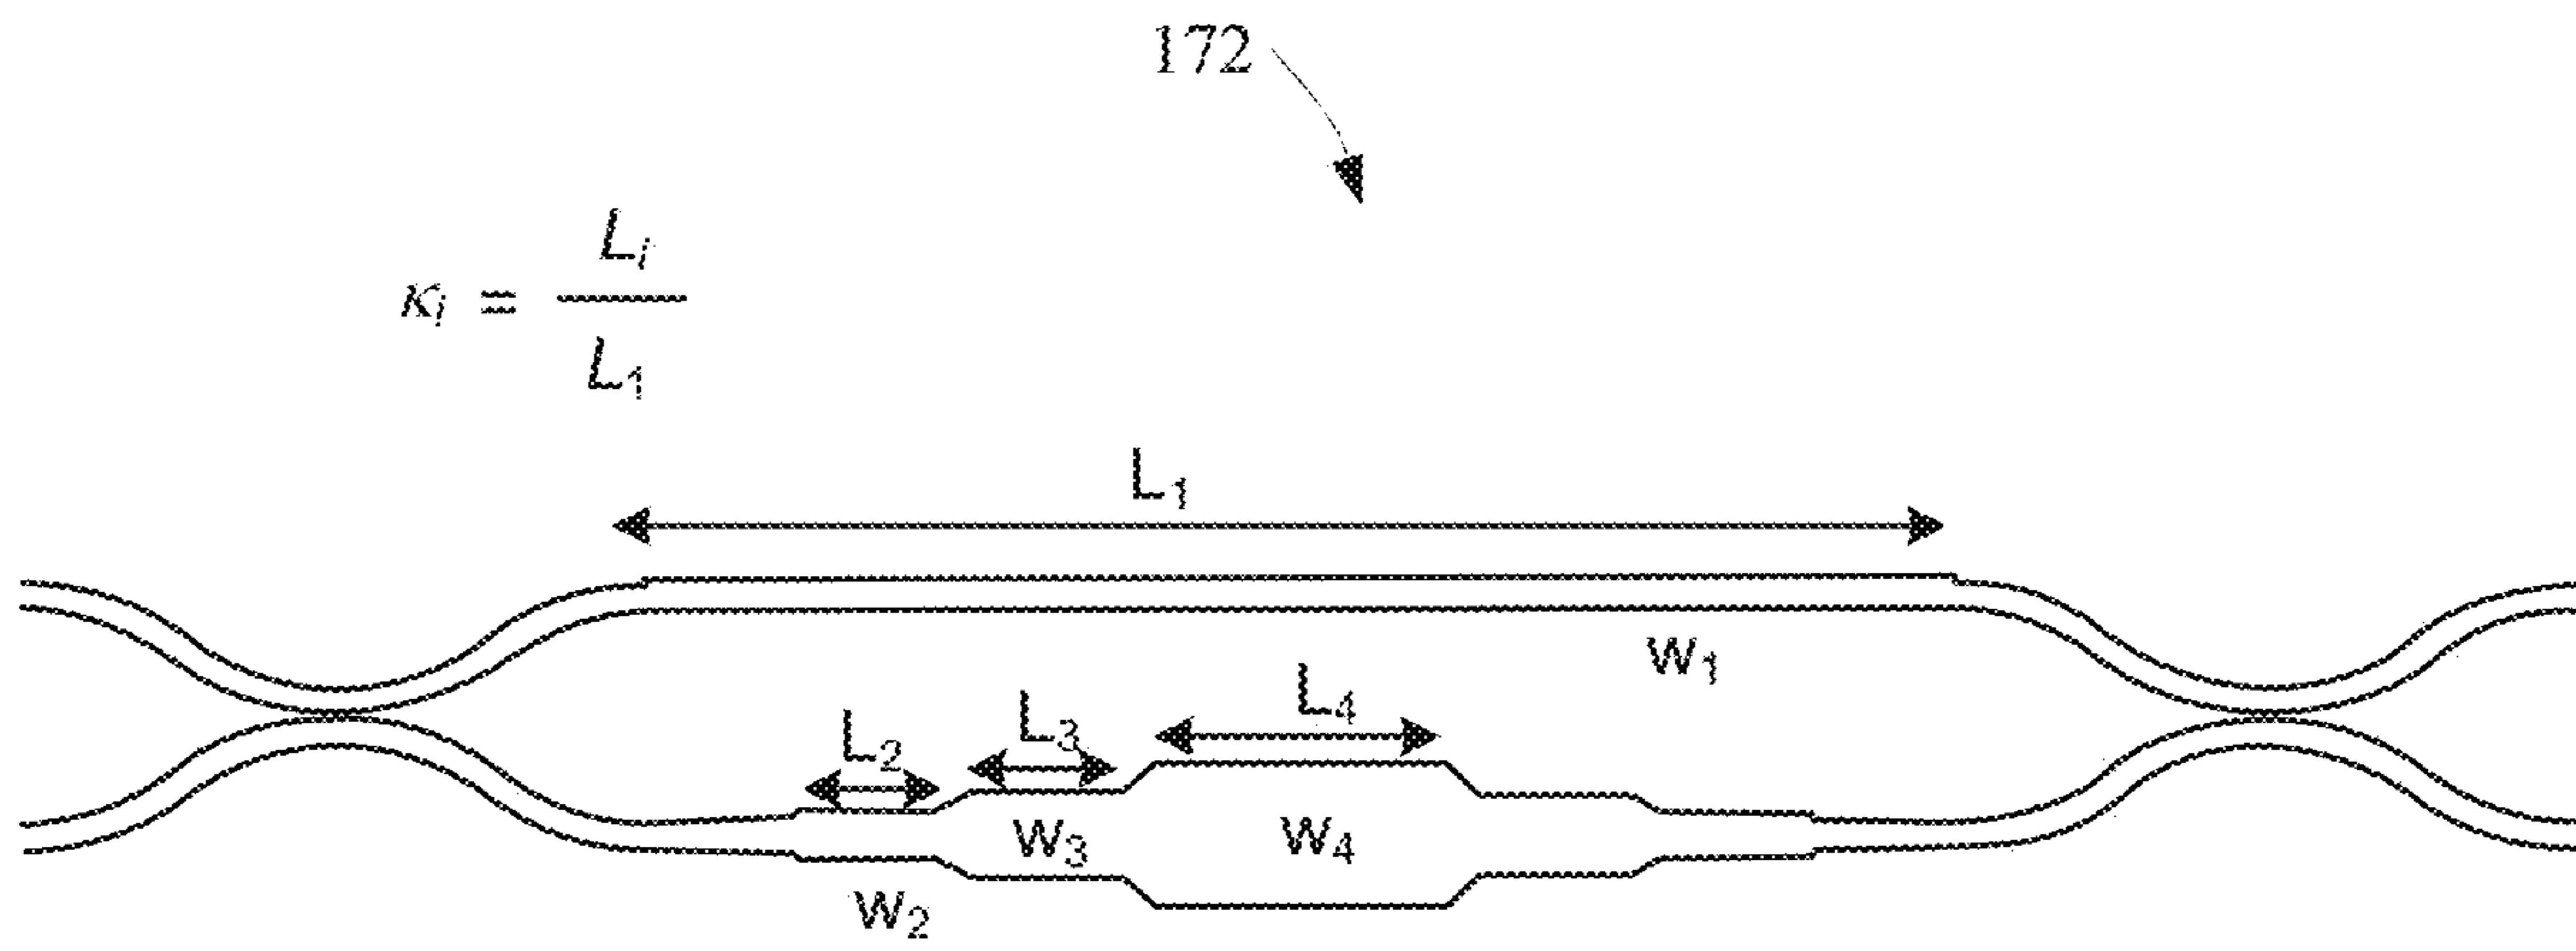 172
κᵢ = Lᵢ / L₁
L₁
W₁
L₄
L₃
L₂
W₃
W₄
W₂